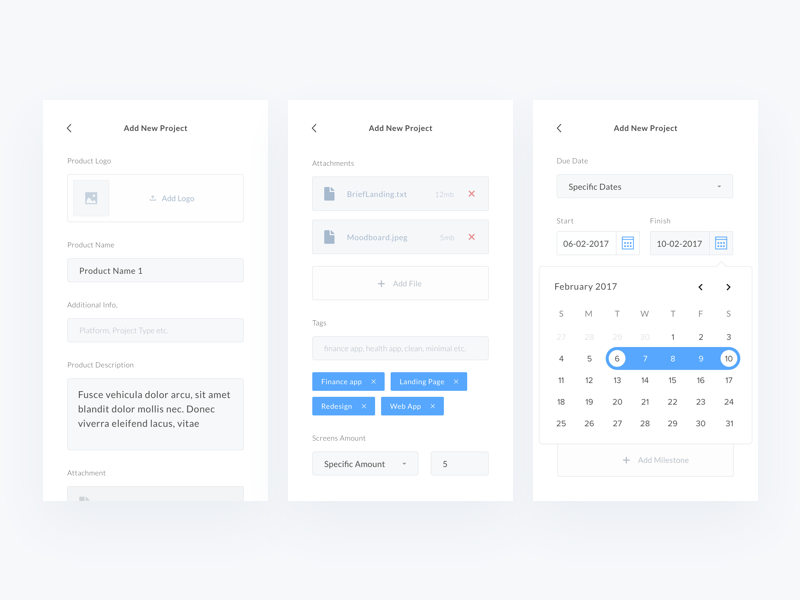 Add New Project
Product Logo
Add Logo
Product Name
Product Name 1
Additional Info.
Platform, Project Type etc.
Product Description
Fusce vehicula dolor arcu, sit amet
blandit dolor mollis nec. Donec
viverra eleifend lacus, vitae
Attachment
Add New Project
Attachments
BriefLanding.txt 12mb
Moodboard.jpeg 5mb
Add File
Tags
finance app, health app, clean, minimal etc.
Finance app Landing Page
Redesign Web App
Screens Amount
Specific Amount 5
Add New Project
Due Date
Specific Dates
Start Finish
06-02-2017 10-02-2017
February 2017
S M T W T F S
27 28 29 30 1 2 3
4 5 6 7 8 9 10
11 12 13 14 15 16 17
18 19 20 21 22 23 24
25 26 27 28 29 30 31
Add Milestone